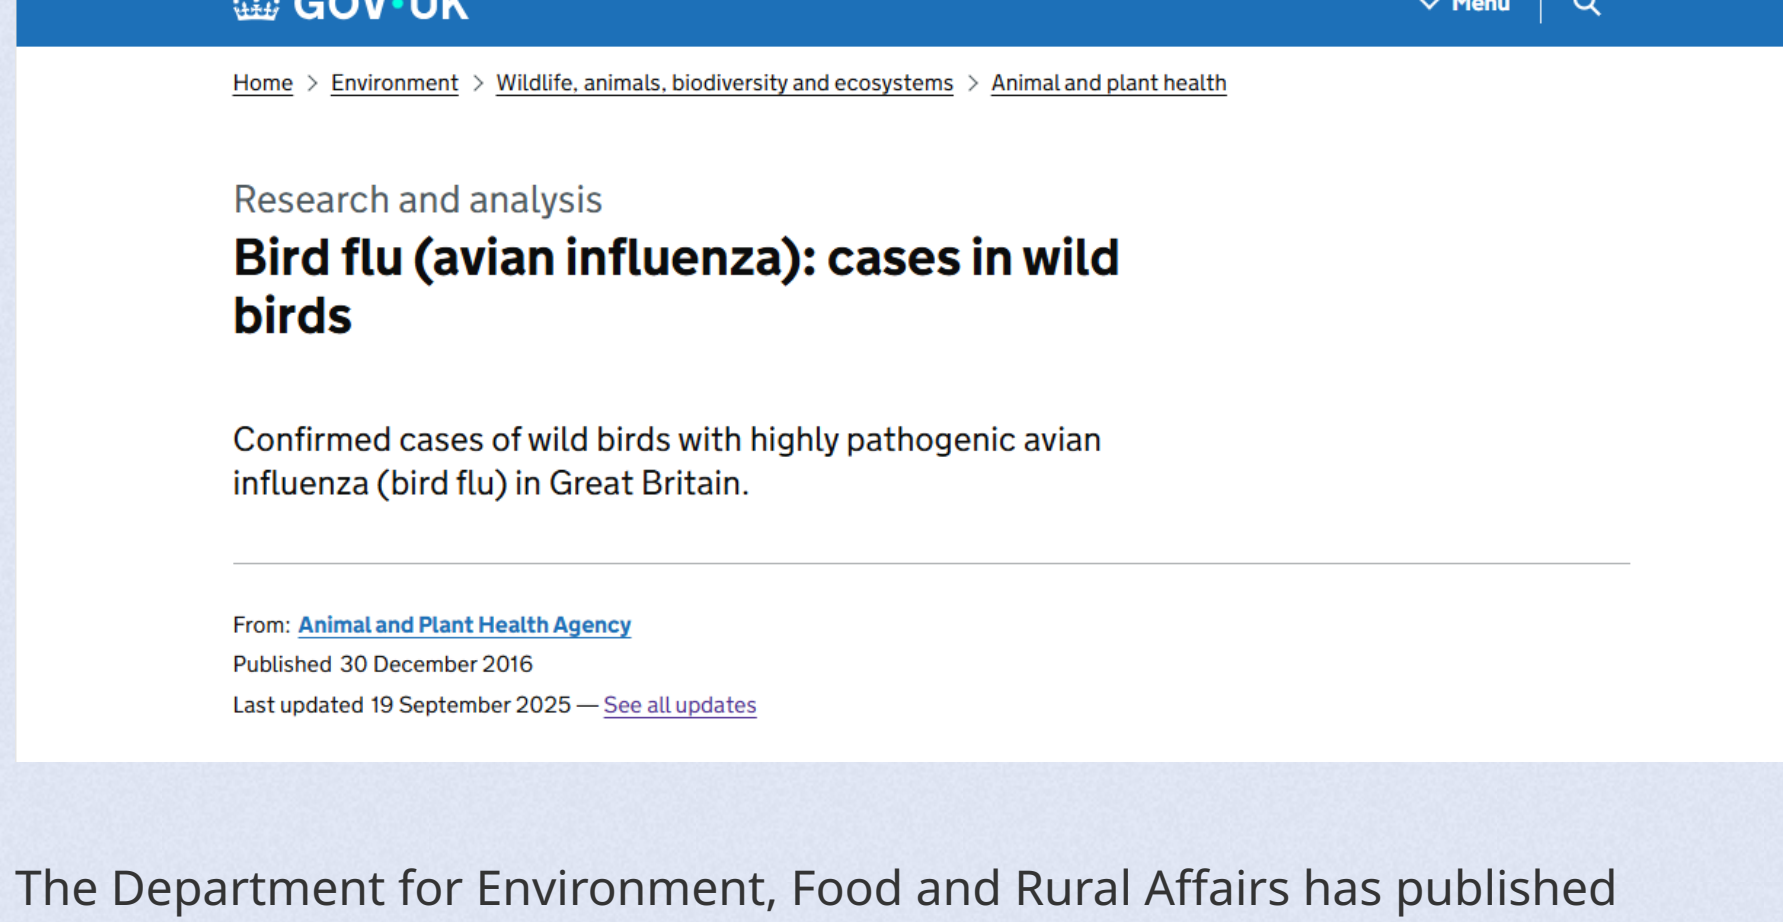 GOV·UK
Menu
Home > Environment > Wildlife, animals, biodiversity and ecosystems > Animal and plant health
Research and analysis
Bird flu (avian influenza): cases in wild
birds
Confirmed cases of wild birds with highly pathogenic avian
influenza (bird flu) in Great Britain.
From: Animal and Plant Health Agency
Published 30 December 2016
Last updated 19 September 2025 — See all updates
The Department for Environment, Food and Rural Affairs has published